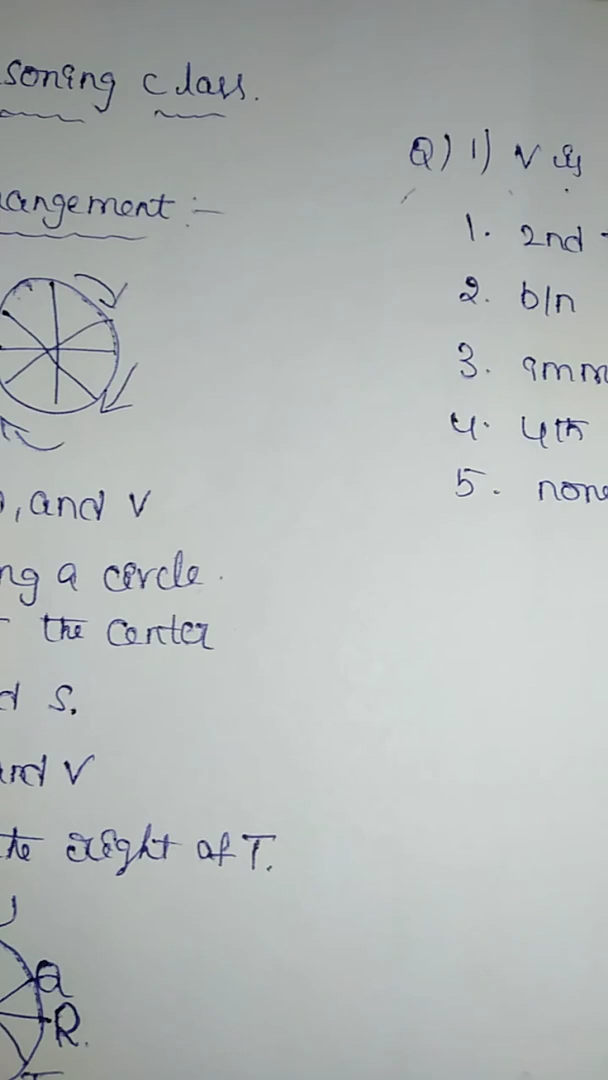 soning class.
angement :-
, and V
ng a circle.
the center
d S.
and V
the right of T.
Q
R.
Q) 1) V is
1. 2nd
2. b/n
3. imm
4. 4th
5. none